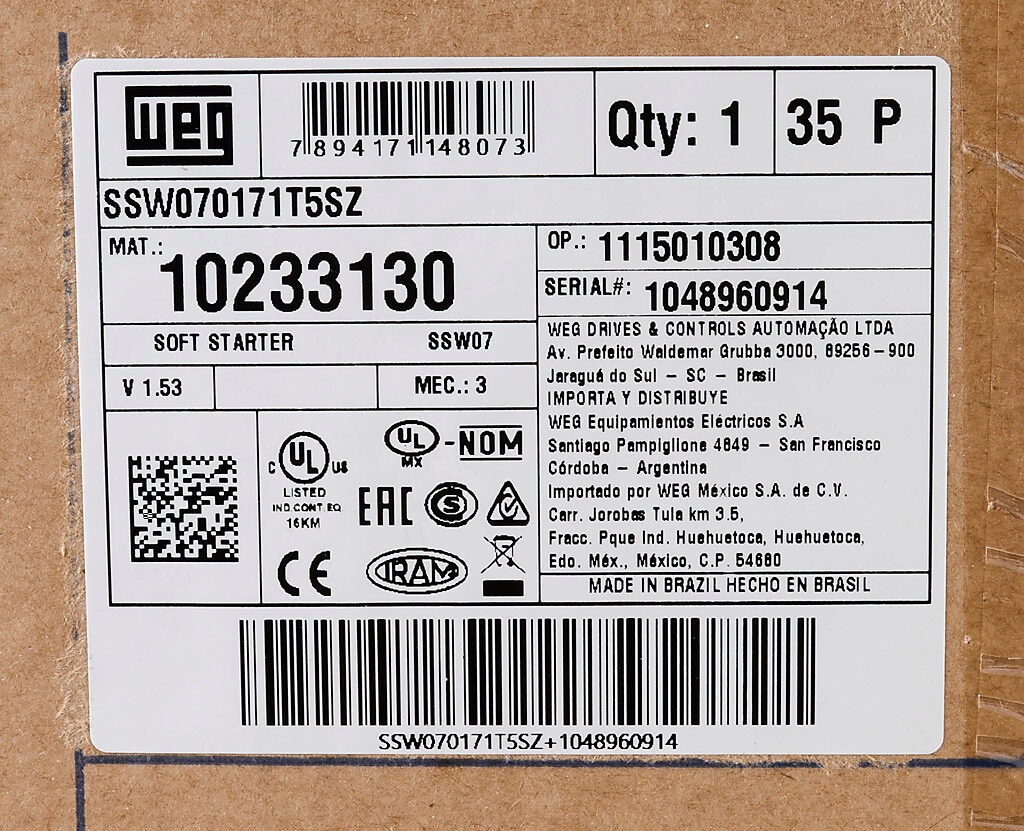 weg
7 894171 148073
Qty: 1
35 P
SSW070171T5SZ
MAT.: 10233130
OP.: 1115010308
SERIAL#: 1048960914
SOFT STARTER SSW07
V 1.53
MEC.: 3
WEG DRIVES & CONTROLS AUTOMAÇÃO LTDA
Av. Prefeito Waldemar Grubba 3000, 89256-900
Jaraguá do Sul - SC - Brasil
IMPORTA Y DISTRIBUYE
WEG Equipamientos Eléctricos S.A
Santiago Pampiglione 4849 - San Francisco
Córdoba - Argentina
Importado por WEG México S.A. de C.V.
Carr. Jorobas Tula km 3.5,
Fracc. Pque Ind. Huehuetoca, Huehuetoca,
Edo. Méx., México, C.P. 54680
MADE IN BRAZIL HECHO EN BRASIL
C UL US
LISTED
IND.CONT.EQ
16KM
UL
MX
-NOM
EAC
S
CE
IRAM
SSW070171T5SZ+1048960914